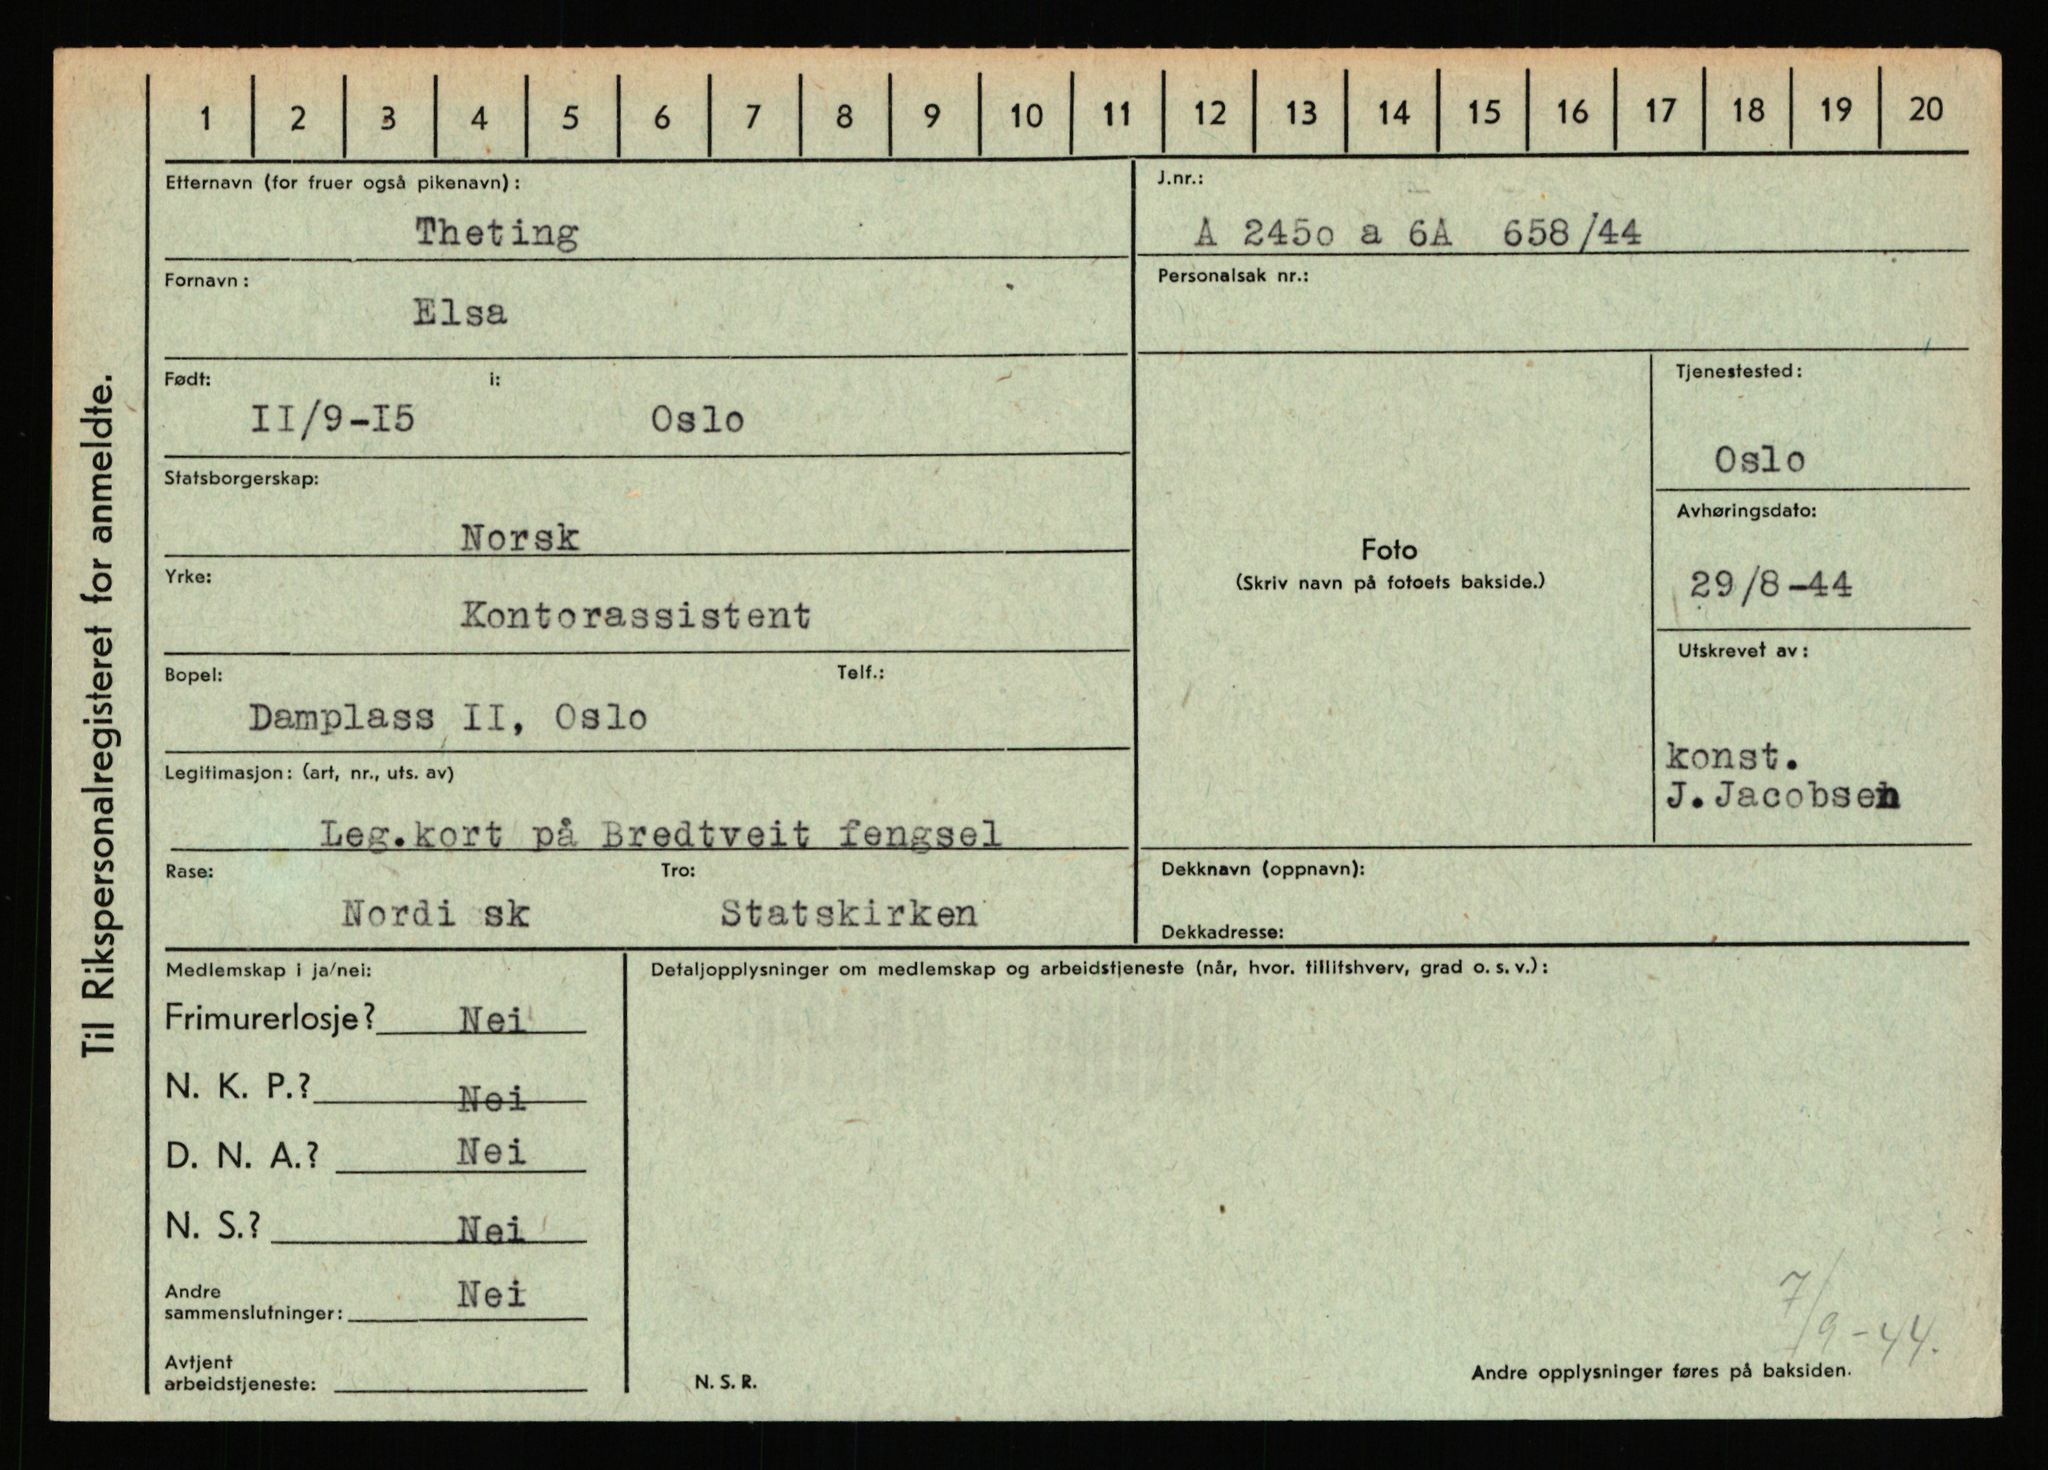 1 2 3 4 5 6 7 8 9 10 11 12 13 14 15 16 17 18 19 20
Til Rikspersonalregisteret for anmeldte.
Etternavn (for fruer også pikenavn):
Theting
J.nr.:
A 245o a 6A 658/44
Fornavn:
Elsa
Personalsak nr.:
Født: i:
II/9-I5 Oslo
Tjenestested:
Oslo
Statsborgerskap:
Norsk
Avhøringsdato:
29/8-44
Foto
(Skriv navn på fotoets bakside.)
Yrke:
Kontorassistent
Utskrevet av:
konst.
J.Jacobsen
Bopel: Telf.:
Damplass II, Oslo
Legitimasjon: (art, nr., uts. av)
Leg.kort på Bredtveit fengsel
Rase: Tro:
Nordi sk Statskirken
Dekknavn (oppnavn):
Dekkadresse:
Medlemskap i ja/nei:
Frimurerlosje? Nei
N. K. P.? Nei
D. N. A.? Nei
N. S.? Nei
Andre
sammenslutninger: Nei
Avtjent
arbeidstjeneste:
Detaljopplysninger om medlemskap og arbeidstjeneste (når, hvor. tillitshverv, grad o. s. v.):
7/9-44.
N. S. R.
Andre opplysninger føres på baksiden.